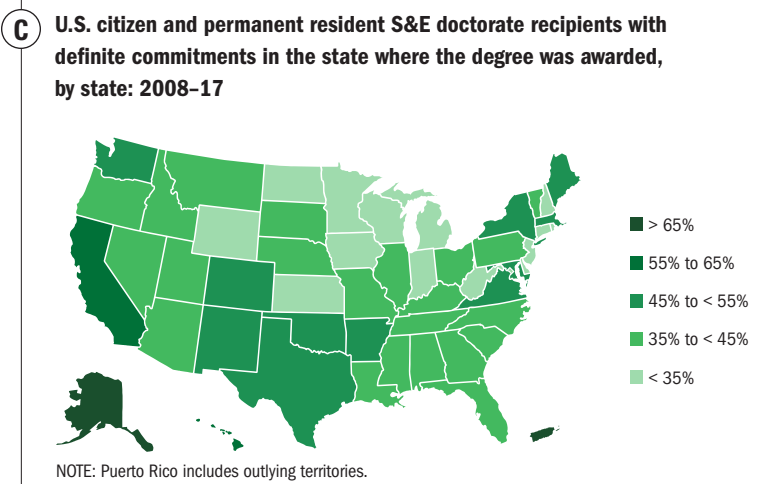 C
U.S. citizen and permanent resident S&E doctorate recipients with
definite commitments in the state where the degree was awarded,
by state: 2008–17
> 65%
55% to 65%
45% to < 55%
35% to < 45%
< 35%
NOTE: Puerto Rico includes outlying territories.